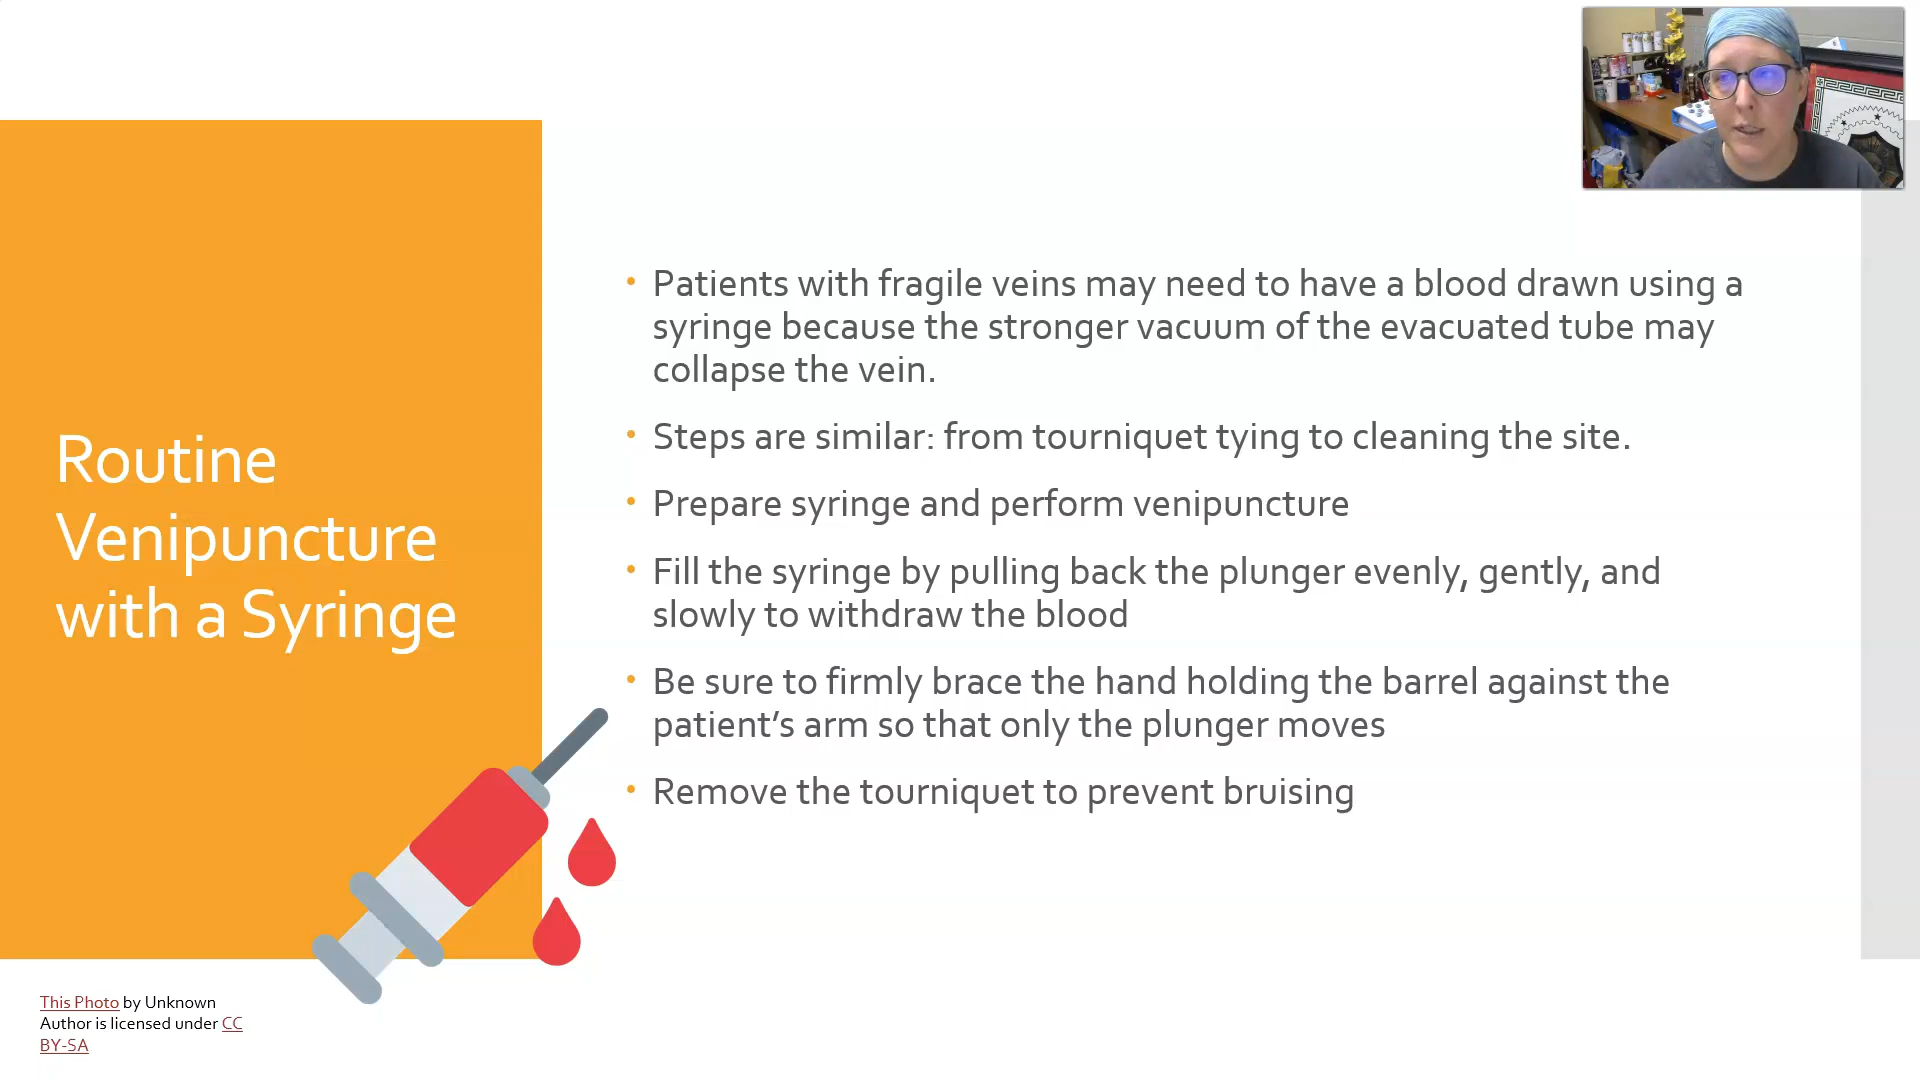 Routine
Venipuncture
with a Syringe
• Patients with fragile veins may need to have a blood drawn using a
syringe because the stronger vacuum of the evacuated tube may
collapse the vein.
• Steps are similar: from tourniquet tying to cleaning the site.
• Prepare syringe and perform venipuncture
• Fill the syringe by pulling back the plunger evenly, gently, and
slowly to withdraw the blood
• Be sure to firmly brace the hand holding the barrel against the
patient’s arm so that only the plunger moves
• Remove the tourniquet to prevent bruising
This Photo by Unknown
Author is licensed under CC
BY-SA